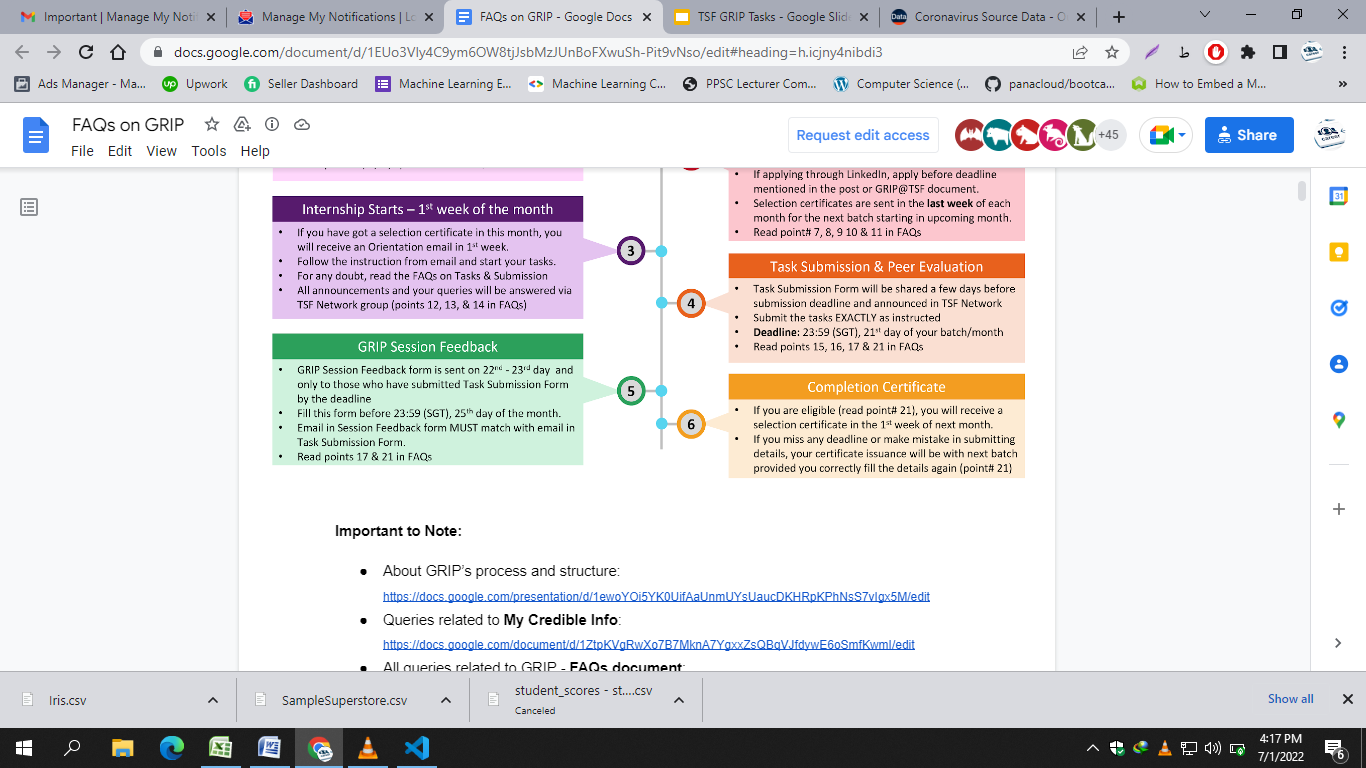 Important | Manage My Noti
Manage My Notifications | Lo
FAQs on GRIP - Google Docs
TSF GRIP Tasks - Google Slid
Coronavirus Source Data - O
docs.google.com/document/d/1EUo3Vly4C9ym6OW8tjJsbMzJUnBoFXwuSh-Pit9vNso/edit#heading=h.icjny4nibdi3
Ads Manager - Ma...
Upwork
Seller Dashboard
Machine Learning E...
Machine Learning C...
PPSC Lecturer Com...
Computer Science (...
panacloud/bootca...
How to Embed a M...
FAQs on GRIP
File Edit View Tools Help
Request edit access
+45
Share
• If applying through LinkedIn, apply before deadline
mentioned in the post or GRIP@TSF document.
• Selection certificates are sent in the last week of each
month for the next batch starting in upcoming month.
• Read point# 7, 8, 9 10 & 11 in FAQs
Internship Starts – 1st week of the month
• If you have got a selection certificate in this month, you
will receive an Orientation email in 1st week.
• Follow the instruction from email and start your tasks.
• For any doubt, read the FAQs on Tasks & Submission
• All announcements and your queries will be answered via
TSF Network group (points 12, 13, & 14 in FAQs)
3
Task Submission & Peer Evaluation
• Task Submission Form will be shared a few days before
submission deadline and announced in TSF Network
• Submit the tasks EXACTLY as instructed
• Deadline: 23:59 (SGT), 21st day of your batch/month
• Read points 15, 16, 17 & 21 in FAQs
4
GRIP Session Feedback
• GRIP Session Feedback form is sent on 22nd - 23rd day and
only to those who have submitted Task Submission Form
by the deadline
• Fill this form before 23:59 (SGT), 25th day of the month.
• Email in Session Feedback form MUST match with email in
Task Submission Form.
• Read points 17 & 21 in FAQs
5
Completion Certificate
• If you are eligible (read point# 21), you will receive a
selection certificate in the 1st week of next month.
• If you miss any deadline or make mistake in submitting
details, your certificate issuance will be with next batch
provided you correctly fill the details again (point# 21)
6
Important to Note:
● About GRIP's process and structure:
https://docs.google.com/presentation/d/1ewoYOi5YK0UifAaUnmUYsUaucDKHRpKPhNsS7vIgx5M/edit
● Queries related to My Credible Info:
https://docs.google.com/document/d/1ZtpKVgRwXo7B7MknA7YgxxZsQBqVJfdywE6oSmfKwmI/edit
● All queries related to GRIP - FAQs document:
31
Iris.csv
SampleSuperstore.csv
student_scores - st....csv
Canceled
Show all
4:17 PM
7/1/2022
6